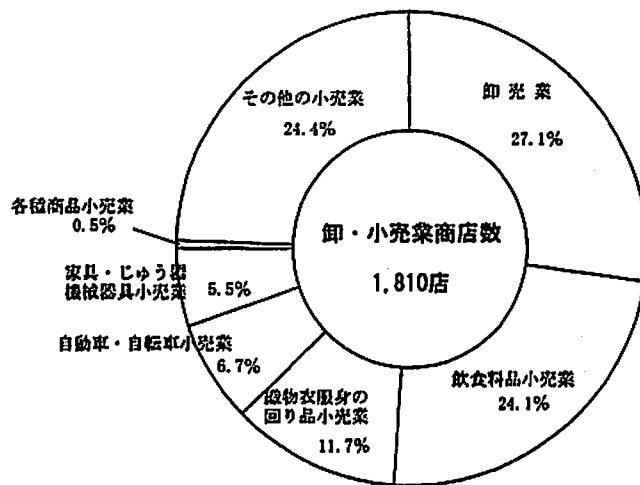 卸・小売業商店数
1,810店
卸売業
27.1%
飲食料品小売業
24.1%
織物衣服身の
回り品小売業
11.7%
自動車・自転車小売業
6.7%
家具・じゅう器
機械器具小売業
5.5%
各種商品小売業
0.5%
その他の小売業
24.4%